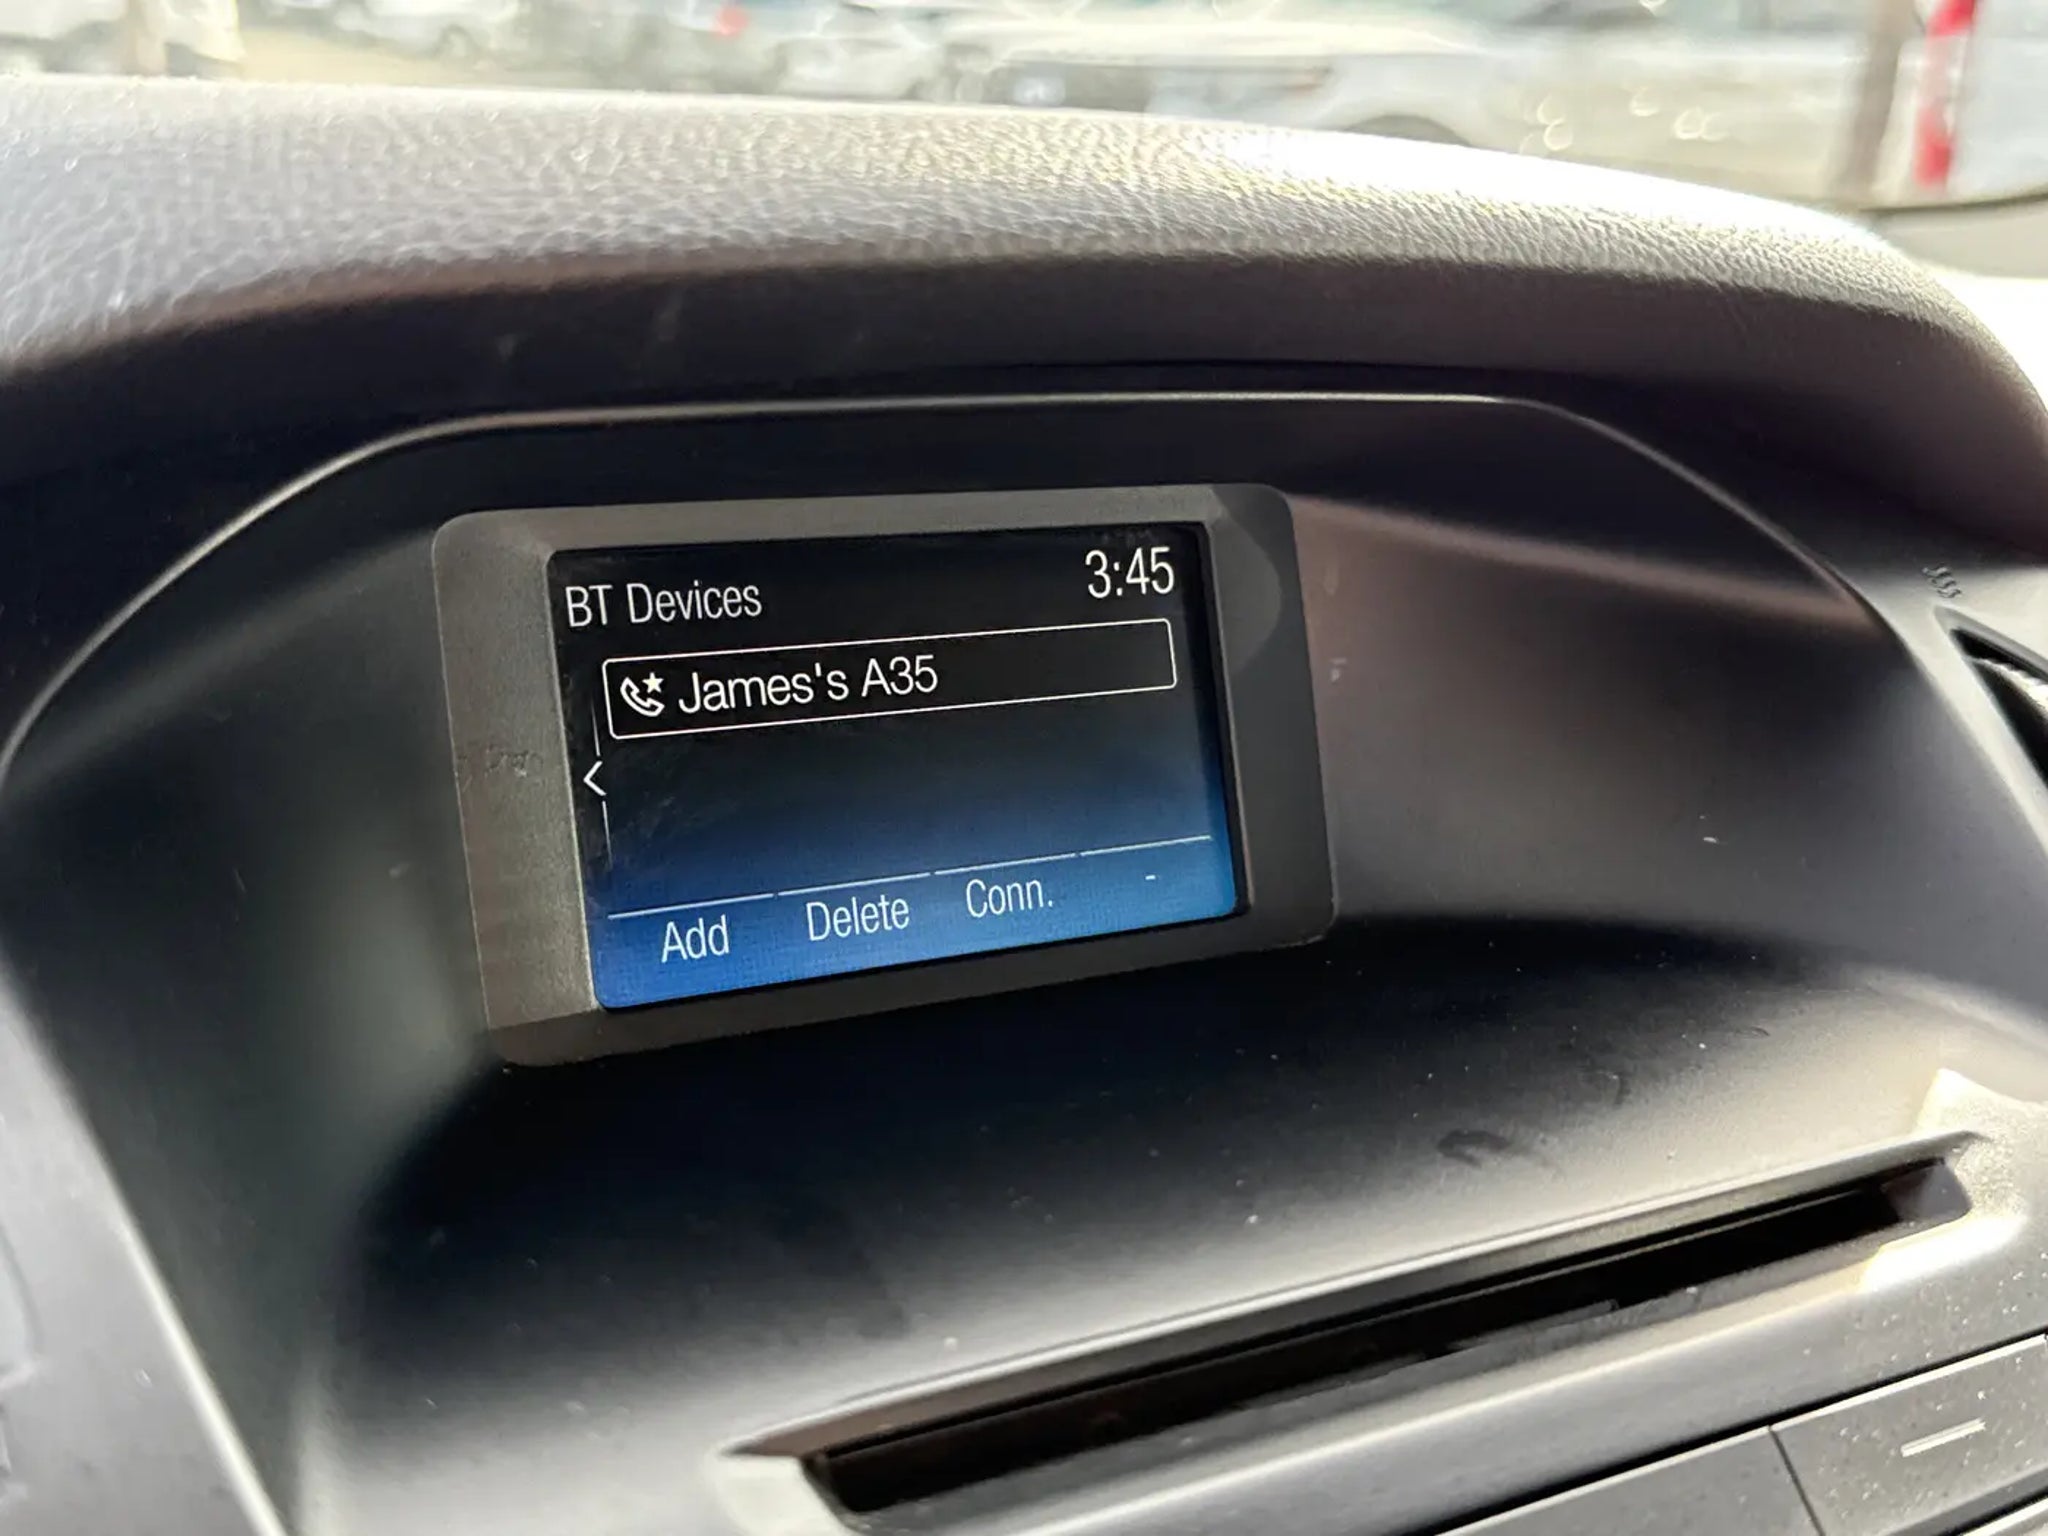 BT Devices 3:45
James's A35
Add Delete Conn. -